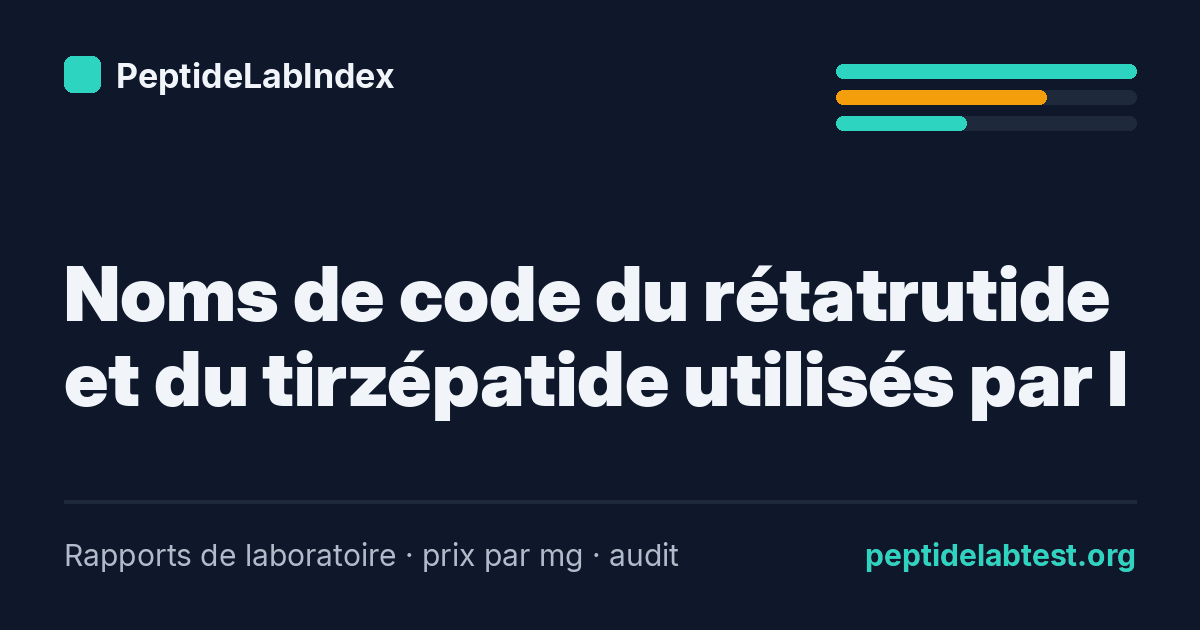 PeptideLabIndex
Noms de code du rétatrutide
et du tirzépatide utilisés par l
Rapports de laboratoire · prix par mg · audit
peptidelabtest.org